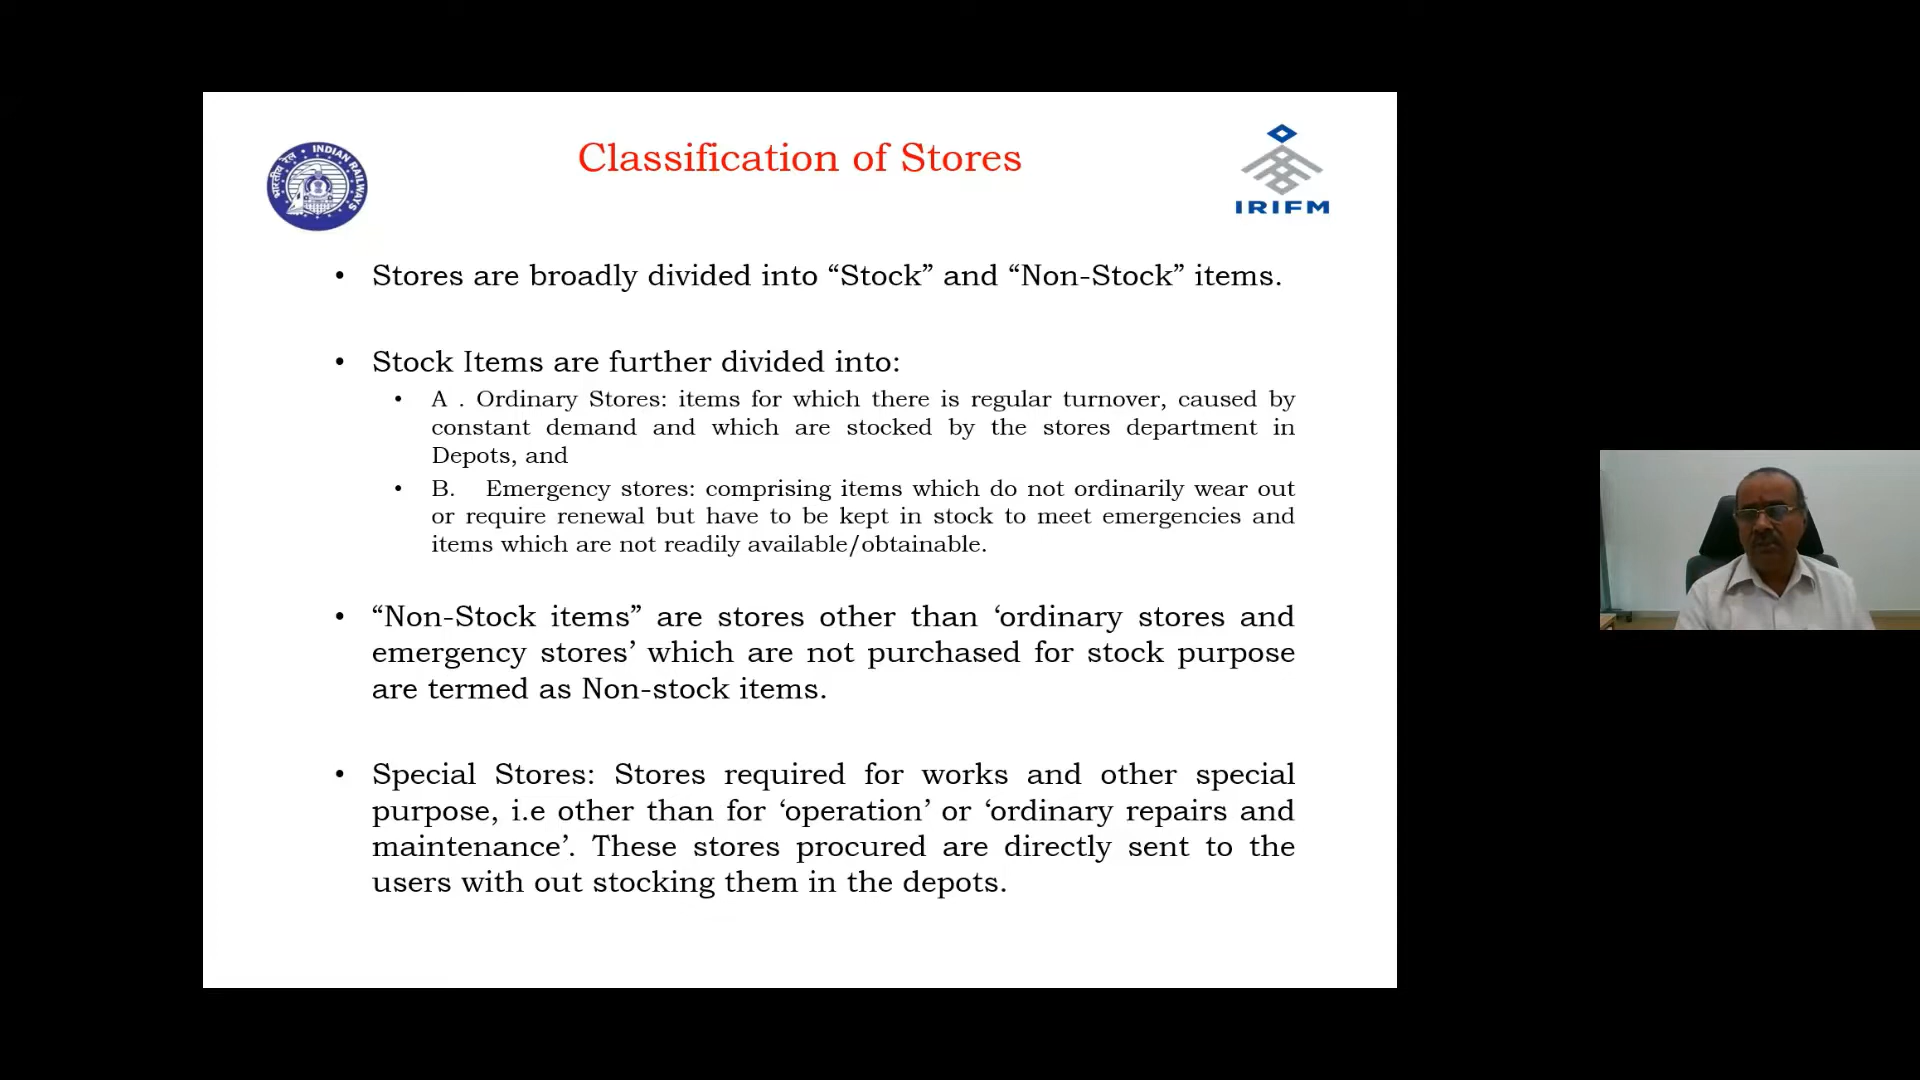 भारतीय रेल • INDIAN RAILWAYS
Classification of Stores
IRIFM
• Stores are broadly divided into “Stock” and “Non-Stock” items.
• Stock Items are further divided into:
• A . Ordinary Stores: items for which there is regular turnover, caused by
constant demand and which are stocked by the stores department in
Depots, and
• B. Emergency stores: comprising items which do not ordinarily wear out
or require renewal but have to be kept in stock to meet emergencies and
items which are not readily available/obtainable.
• “Non-Stock items” are stores other than ‘ordinary stores and
emergency stores’ which are not purchased for stock purpose
are termed as Non-stock items.
• Special Stores: Stores required for works and other special
purpose, i.e other than for ‘operation’ or ‘ordinary repairs and
maintenance’. These stores procured are directly sent to the
users with out stocking them in the depots.